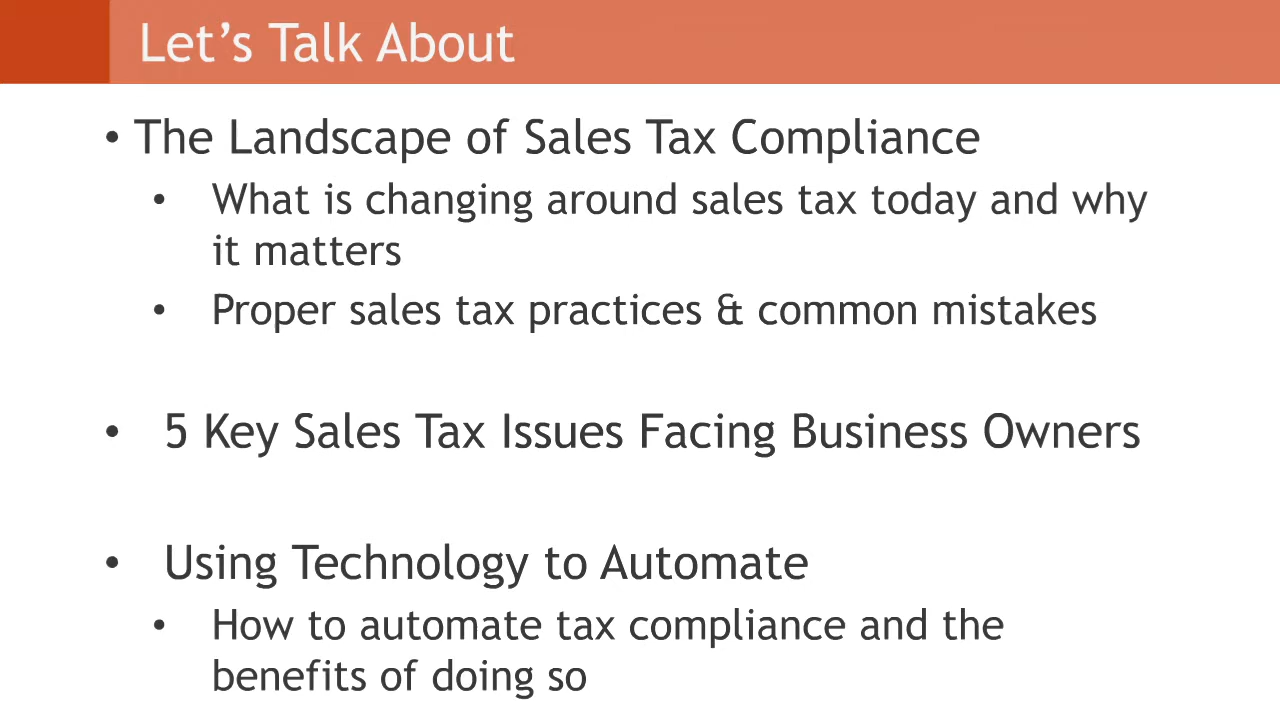 Let’s Talk About
• The Landscape of Sales Tax Compliance
• What is changing around sales tax today and why
it matters
• Proper sales tax practices & common mistakes
• 5 Key Sales Tax Issues Facing Business Owners
• Using Technology to Automate
• How to automate tax compliance and the
benefits of doing so